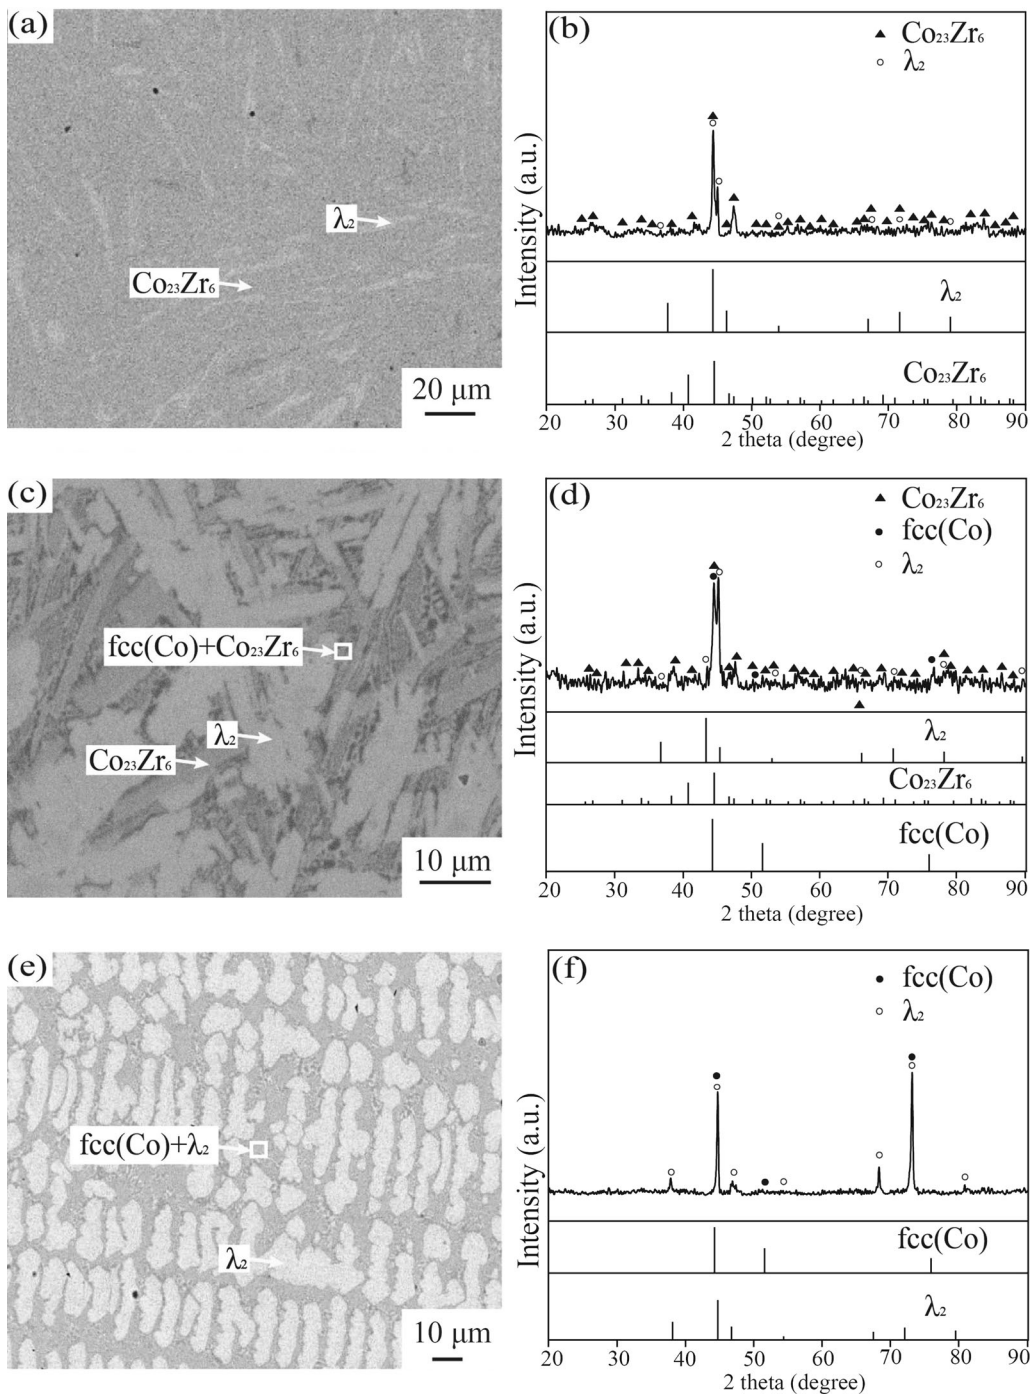 (a)
λ₂
Co₂₃Zr₆
20 μm
(b)
Co₂₃Zr₆
λ₂
Intensity (a.u.)
λ₂
Co₂₃Zr₆
20 30 40 50 60 70 80 90
2 theta (degree)
(c)
fcc(Co)+Co₂₃Zr₆
λ₂
Co₂₃Zr₆
10 μm
(d)
Co₂₃Zr₆
fcc(Co)
λ₂
Intensity (a.u.)
λ₂
Co₂₃Zr₆
fcc(Co)
20 30 40 50 60 70 80 90
2 theta (degree)
(e)
fcc(Co)+λ₂
λ₂
10 μm
(f)
fcc(Co)
λ₂
Intensity (a.u.)
fcc(Co)
λ₂
20 30 40 50 60 70 80 90
2 theta (degree)